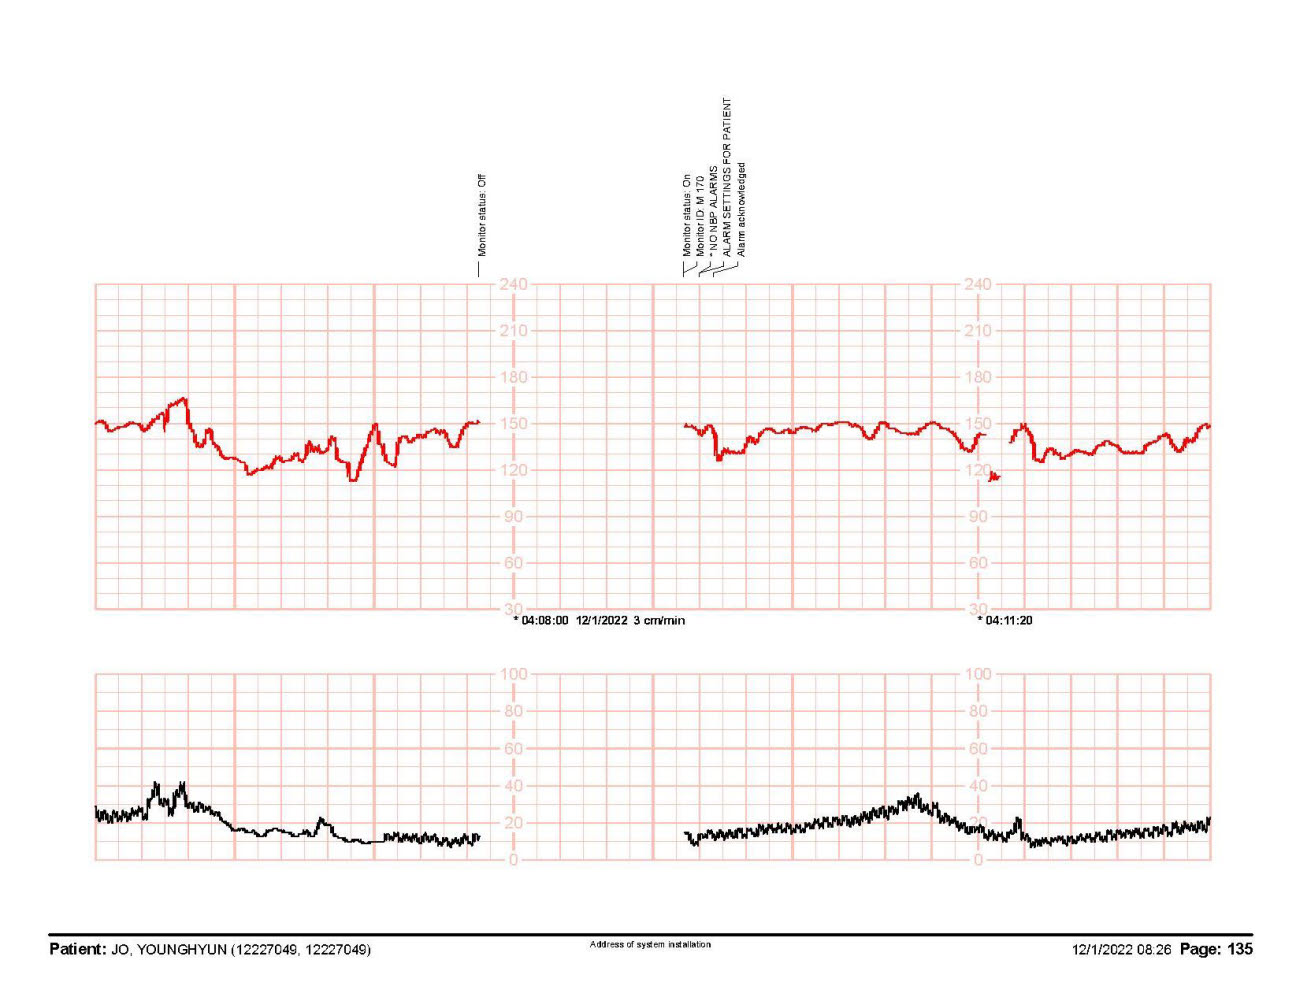 Monitor status: Off
Monitor status: On
Monitor ID: M 170
* NO NBP ALARMS
ALARM SETTINGS FOR PATIENT
Alarm acknowledged
240 240
210 210
180 180
150 150
120 120
90 90
60 60
30 30
* 04:08:00 12/1/2022 3 cm/min * 04:11:20
100 100
80 80
60 60
40 40
20 20
0 0
Patient: JO, YOUNGHYUN (12227049, 12227049) Address of system installation 12/1/2022 08:26 Page: 135